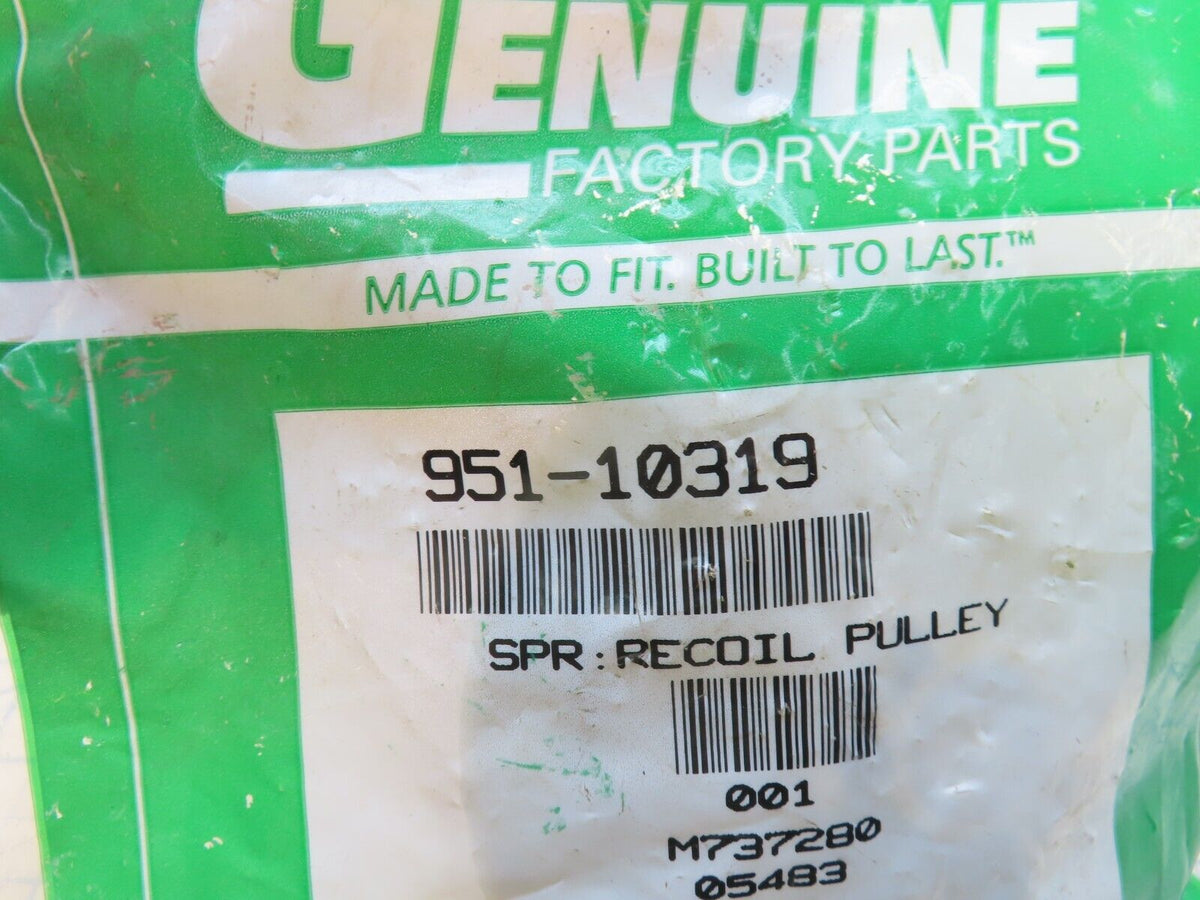 GENUINE
FACTORY PARTS
MADE TO FIT. BUILT TO LAST.™
951-10319
SPR:RECOIL PULLEY
001
M737280
05483